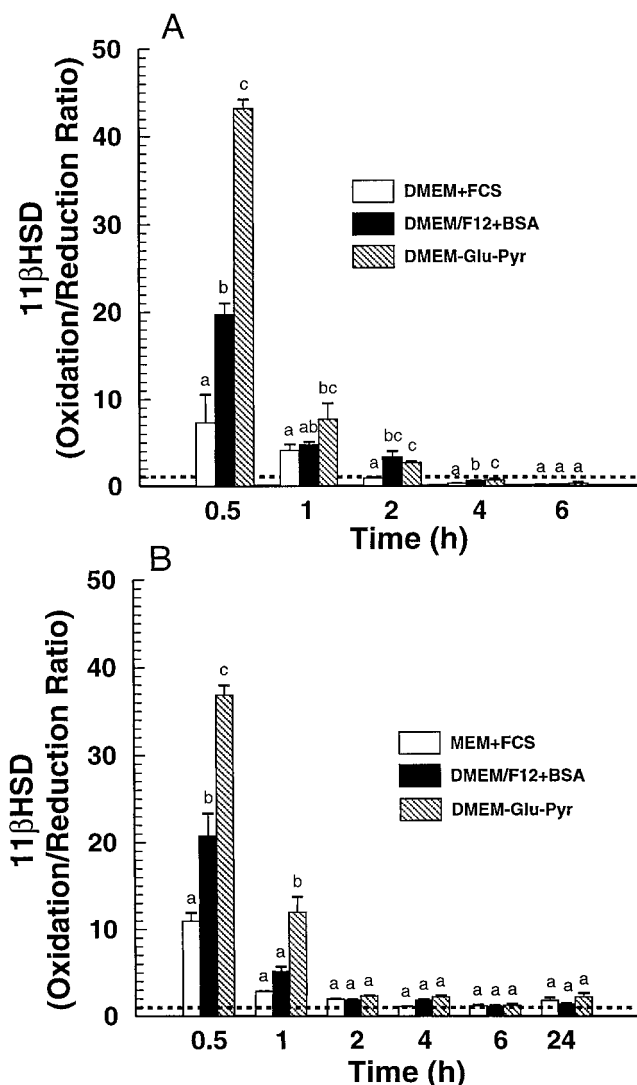 A
50
40
30
20
10
0
11βHSD
(Oxidation/Reduction Ratio)
DMEM+FCS
DMEM/F12+BSA
DMEM-Glu-Pyr
a b c
a ab bc
a bc c
a b c
a a a
0.5 1 2 4 6
Time (h)
B
50
40
30
20
10
0
11βHSD
(Oxidation/Reduction Ratio)
MEM+FCS
DMEM/F12+BSA
DMEM-Glu-Pyr
a b c
a a b
a a a
a a a
a a a
a a a
0.5 1 2 4 6 24
Time (h)